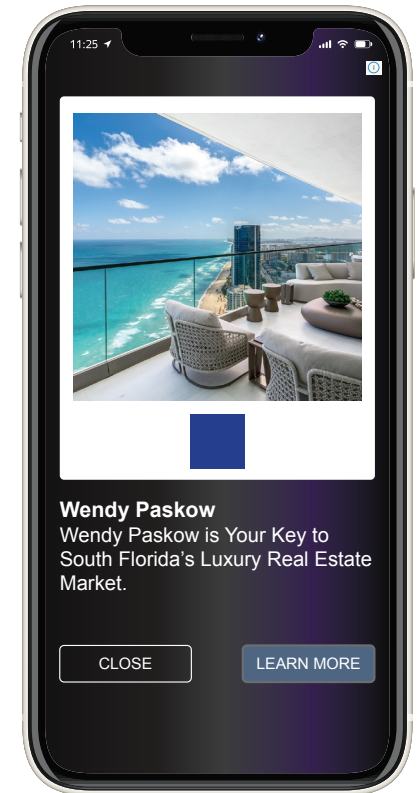 11:25
Wendy Paskow
Wendy Paskow is Your Key to
South Florida’s Luxury Real Estate
Market.
CLOSE
LEARN MORE